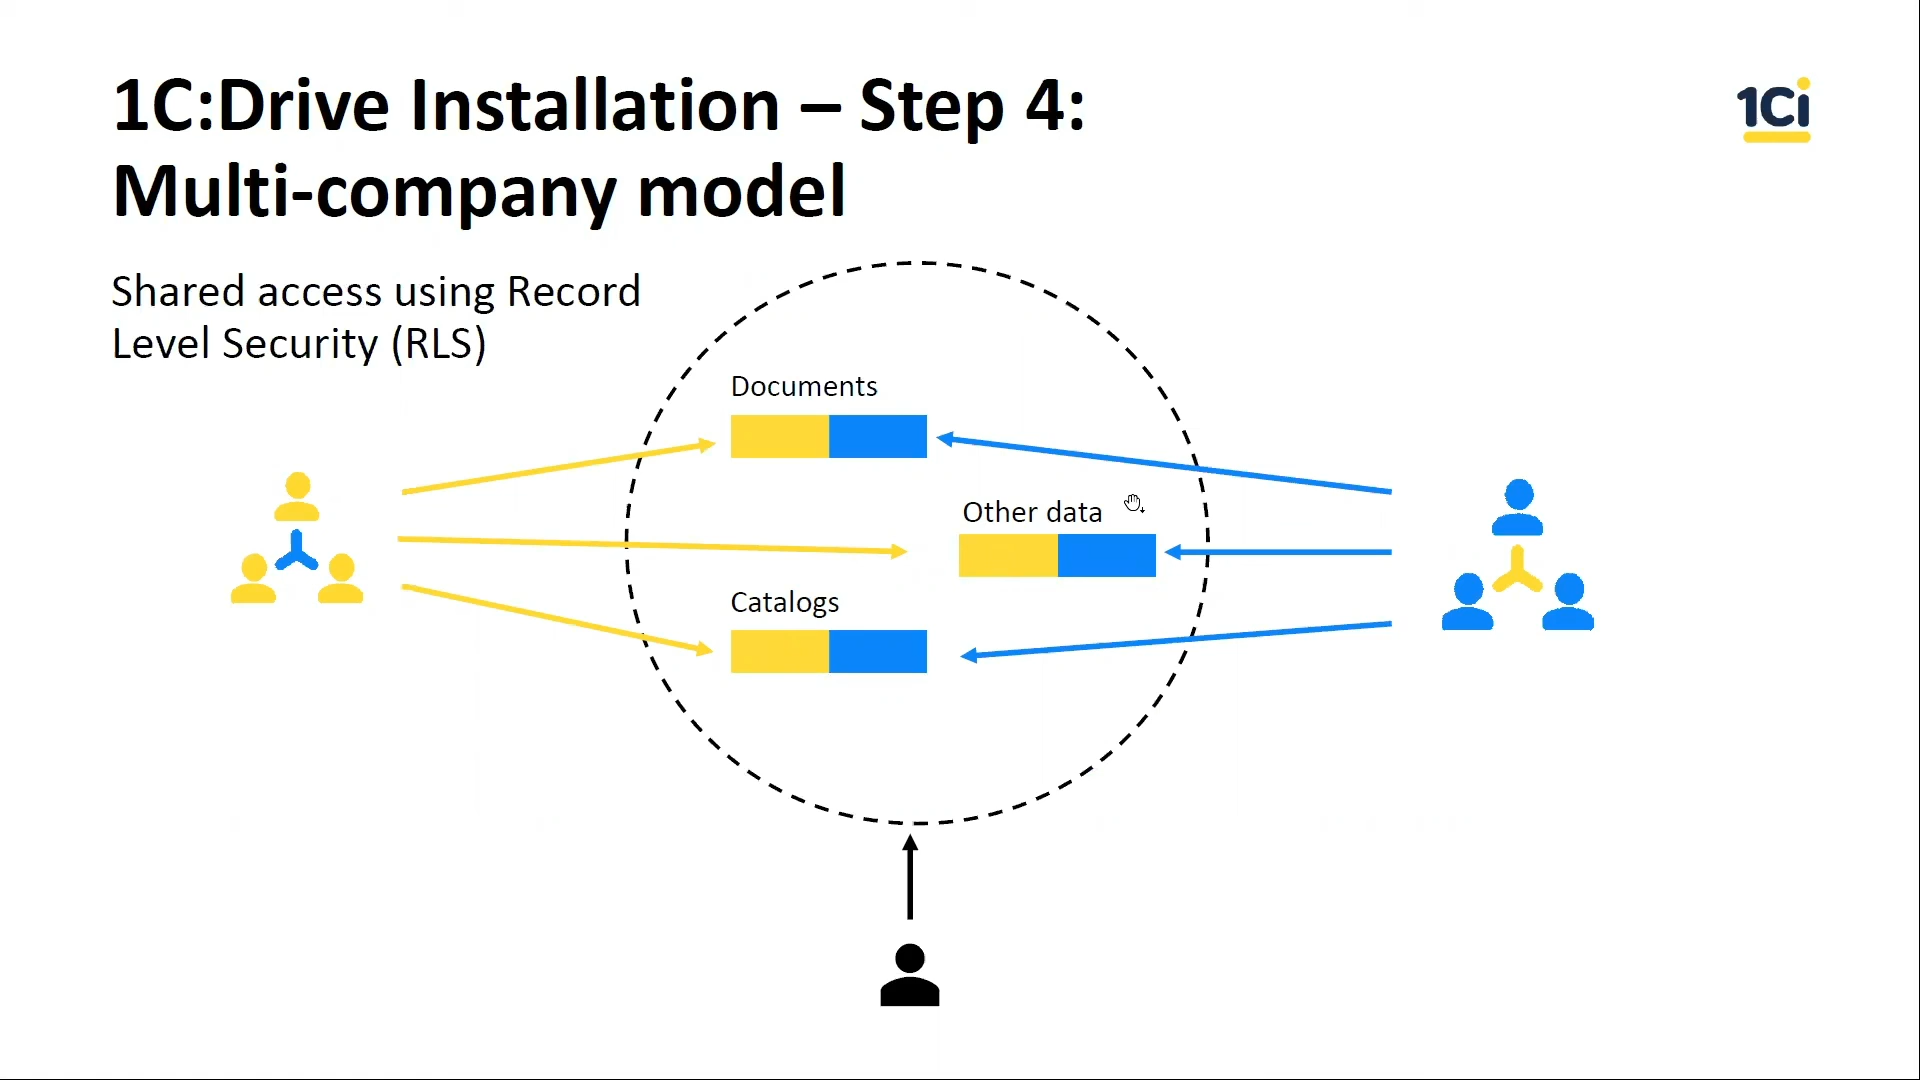 1C:Drive Installation – Step 4:
Multi-company model
1Ci
Shared access using Record
Level Security (RLS)
Documents
Other data
Catalogs